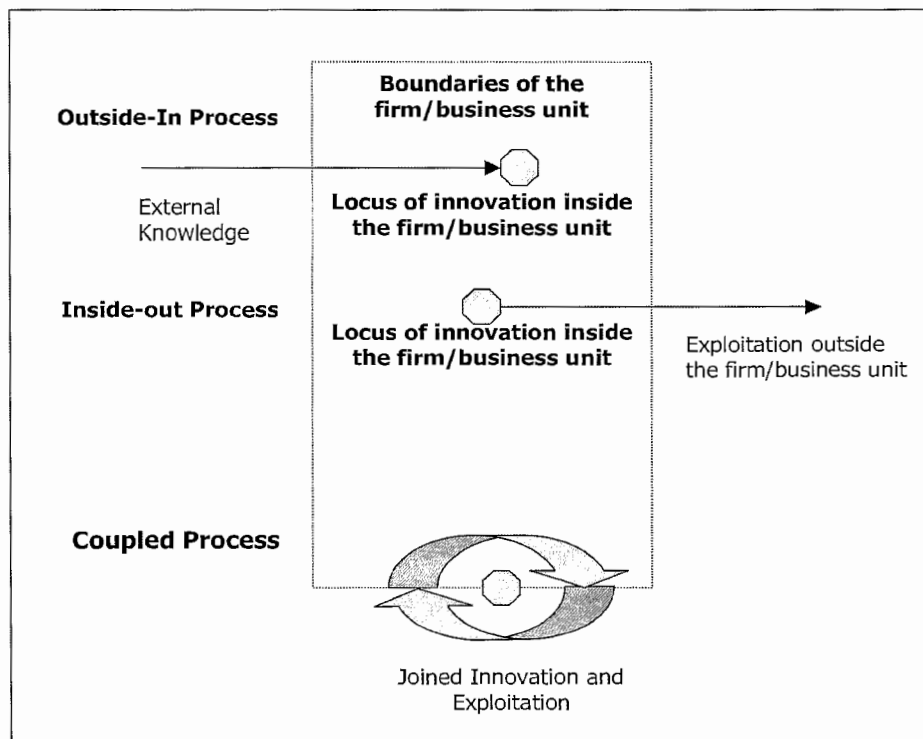 Boundaries of the
firm/business unit
Outside-In Process
External
Knowledge
Locus of innovation inside
the firm/business unit
Inside-out Process
Locus of innovation inside
the firm/business unit
Exploitation outside
the firm/business unit
Coupled Process
Joined Innovation and
Exploitation